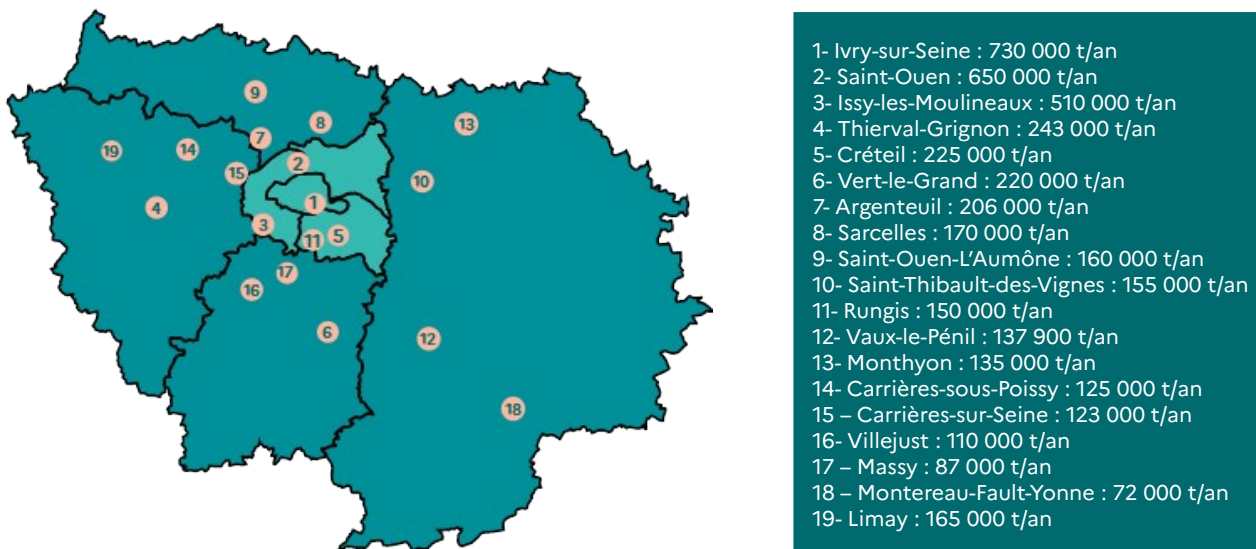 9
8
13
7
19
14
2
15
10
1
4
3
11
5
17
16
6
12
18
1- Ivry-sur-Seine : 730 000 t/an
2- Saint-Ouen : 650 000 t/an
3- Issy-les-Moulineaux : 510 000 t/an
4- Thierval-Grignon : 243 000 t/an
5- Créteil : 225 000 t/an
6- Vert-le-Grand : 220 000 t/an
7- Argenteuil : 206 000 t/an
8- Sarcelles : 170 000 t/an
9- Saint-Ouen-L’Aumône : 160 000 t/an
10- Saint-Thibault-des-Vignes : 155 000 t/an
11- Rungis : 150 000 t/an
12- Vaux-le-Pénil : 137 900 t/an
13- Monthyon : 135 000 t/an
14- Carrières-sous-Poissy : 125 000 t/an
15 – Carrières-sur-Seine : 123 000 t/an
16- Villejust : 110 000 t/an
17 – Massy : 87 000 t/an
18 – Montereau-Fault-Yonne : 72 000 t/an
19- Limay : 165 000 t/an